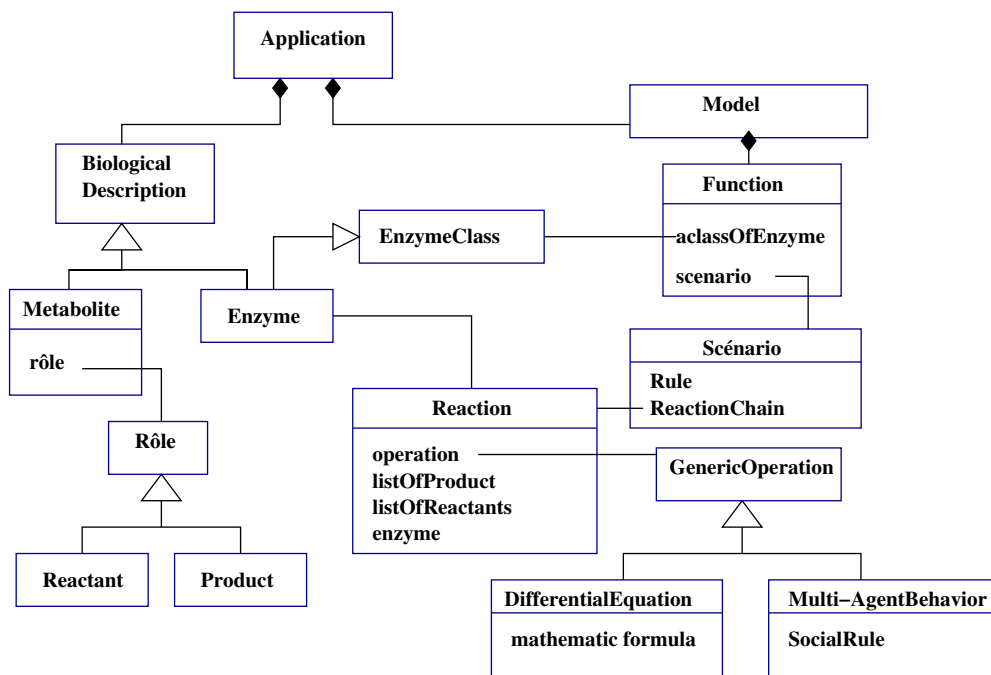 Application
Model
Biological
Description
Function
aclassOfEnzyme
scenario
EnzymeClass
Metabolite
rôle
Enzyme
Scénario
Rule
ReactionChain
Reaction
operation
listOfProduct
listOfReactants
enzyme
Rôle
GenericOperation
Reactant
Product
DifferentialEquation
mathematic formula
Multi−AgentBehavior
SocialRule